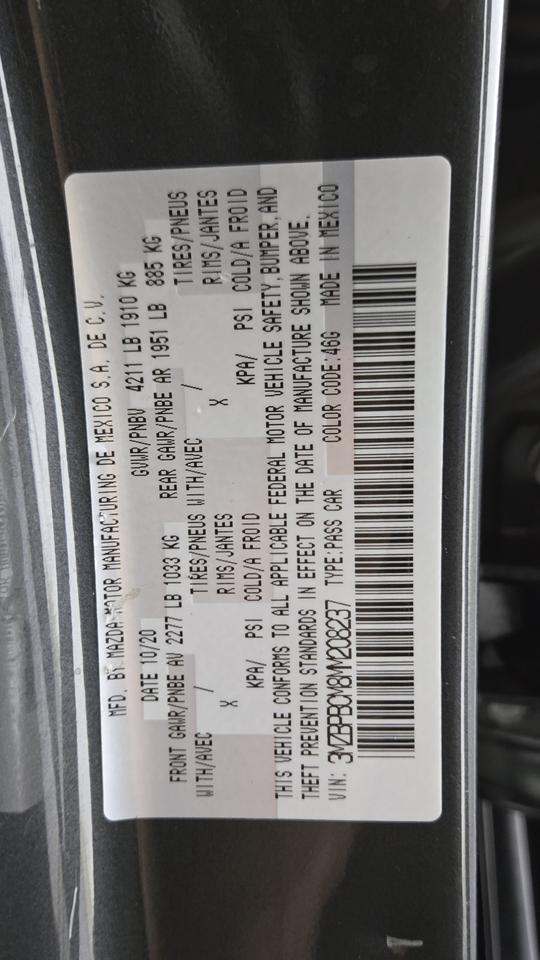 MFD. BY MAZDA MOTOR MANUFACTURING DE MEXICO S.A. DE C.V.
DATE 10/20 GVWR/PNBV 4211 LB 1910 KG
FRONT GAWR/PNBE AV 2277 LB 1033 KG REAR GAWR/PNBE AR 1951 LB 885 KG
WITH/AVEC / TIRES/PNEUS WITH/AVEC / TIRES/PNEUS
X RIMS/JANTES X RIMS/JANTES
KPA/ PSI COLD/A FROID KPA/ PSI COLD/A FROID
THIS VEHICLE CONFORMS TO ALL APPLICABLE FEDERAL MOTOR VEHICLE SAFETY, BUMPER, AND
THEFT PREVENTION STANDARDS IN EFFECT ON THE DATE OF MANUFACTURE SHOWN ABOVE.
VIN: 3MZBPBCM8MM208237 TYPE:PASS CAR COLOR CODE:46G MADE IN MEXICO